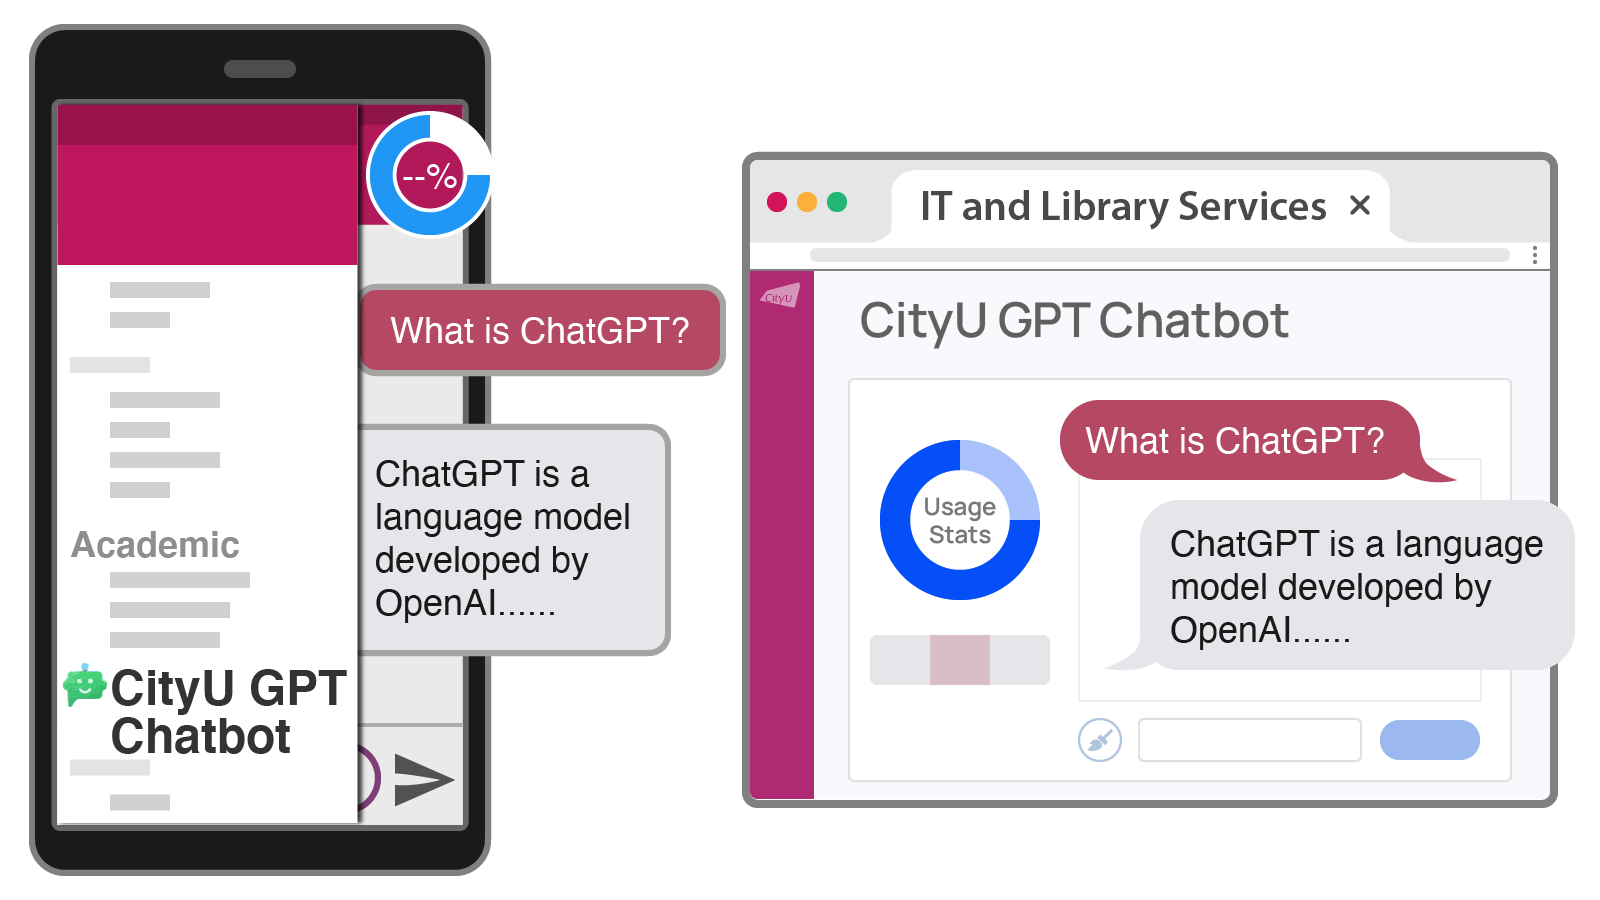 --%
What is ChatGPT?
ChatGPT is a
language model
developed by
OpenAI......
Academic
CityU GPT
Chatbot
IT and Library Services
CityU
CityU GPT Chatbot
Usage
Stats
What is ChatGPT?
ChatGPT is a language
model developed by
OpenAI......